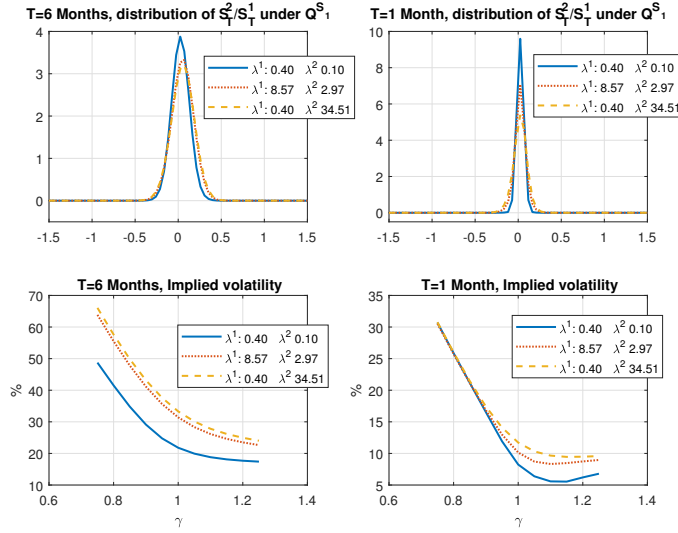 T=6 Months, distribution of S_T^2/S_T^1 under Q^{S_1}
4
3
2
1
0
-1.5 -1 -0.5 0 0.5 1 1.5
λ^1: 0.40 λ^2 0.10
λ^1: 8.57 λ^2 2.97
λ^1: 0.40 λ^2 34.51
T=1 Month, distribution of S_T^2/S_T^1 under Q^{S_1}
10
8
6
4
2
0
-1.5 -1 -0.5 0 0.5 1 1.5
λ^1: 0.40 λ^2 0.10
λ^1: 8.57 λ^2 2.97
λ^1: 0.40 λ^2 34.51
T=6 Months, Implied volatility
70
60
50
40
30
20
10
%
0.6 0.8 1 1.2 1.4
γ
λ^1: 0.40 λ^2 0.10
λ^1: 8.57 λ^2 2.97
λ^1: 0.40 λ^2 34.51
T=1 Month, Implied volatility
35
30
25
20
15
10
5
%
0.6 0.8 1 1.2 1.4
γ
λ^1: 0.40 λ^2 0.10
λ^1: 8.57 λ^2 2.97
λ^1: 0.40 λ^2 34.51